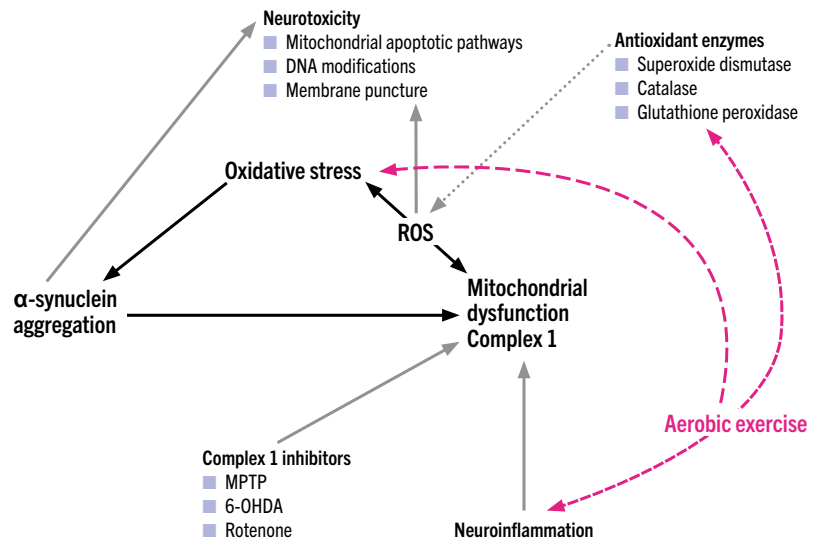 Neurotoxicity
Mitochondrial apoptotic pathways
DNA modifications
Membrane puncture
Antioxidant enzymes
Superoxide dismutase
Catalase
Glutathione peroxidase
Oxidative stress
ROS
α-synuclein
aggregation
Mitochondrial
dysfunction
Complex 1
Aerobic exercise
Complex 1 inhibitors
MPTP
6-OHDA
Rotenone
Neuroinflammation